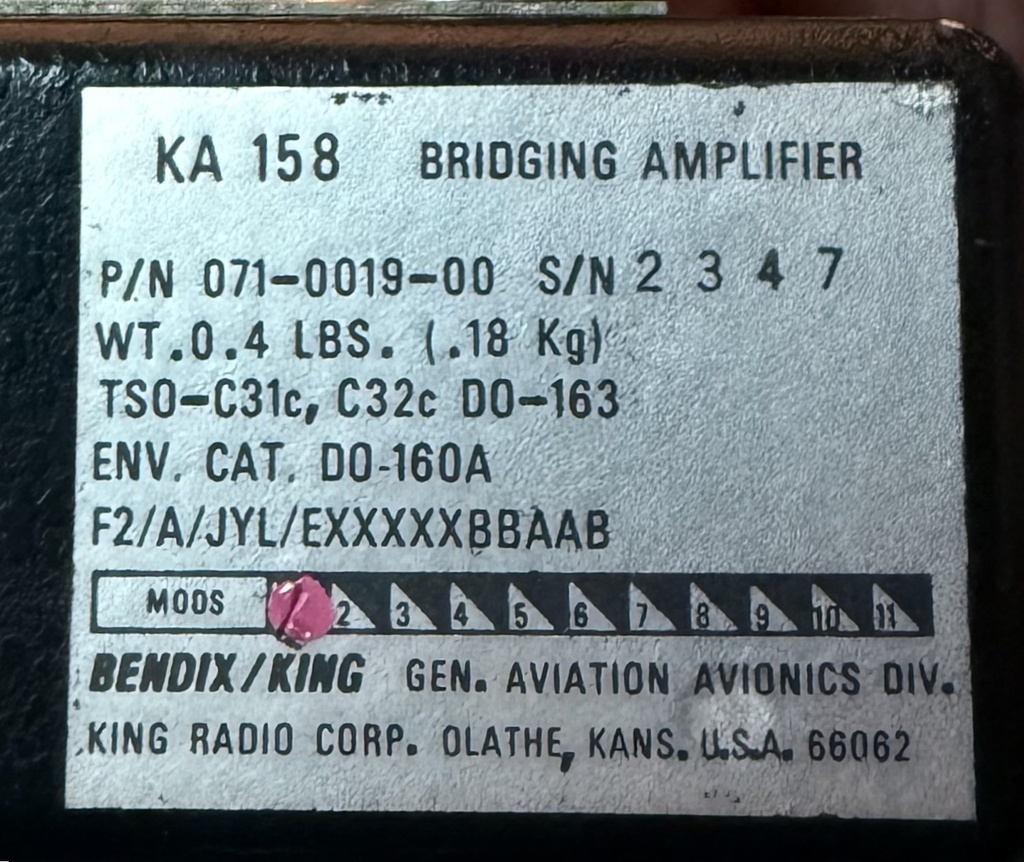 KA 158 BRIDGING AMPLIFIER
P/N 071-0019-00 S/N 2 3 4 7
WT.0.4 LBS. (.18 Kg)
TSO-C31c, C32c DO-163
ENV. CAT. DO-160A
F2/A/JYL/EXXXXXBBAAB
MODS 2 3 4 5 6 7 8 9 10 11
BENDIX/KING GEN. AVIATION AVIONICS DIV.
KING RADIO CORP. OLATHE, KANS. U.S.A. 66062